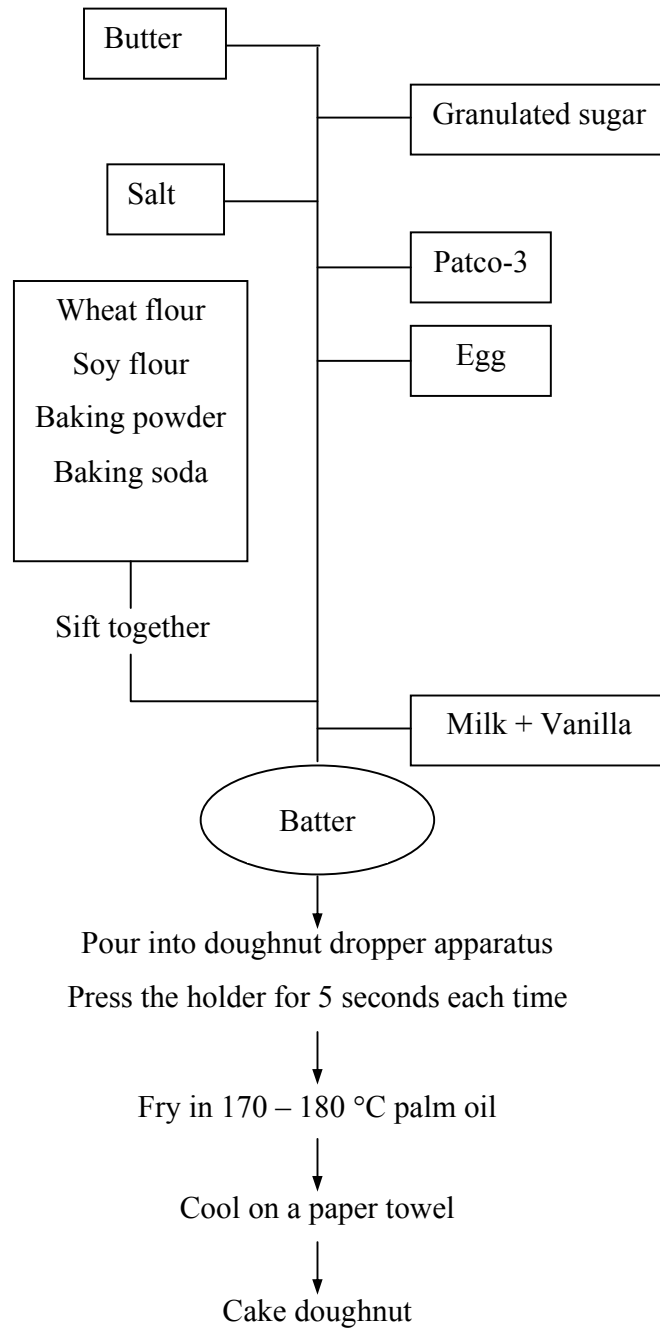 Butter
Granulated sugar
Salt
Patco-3
Wheat flour
Egg
Soy flour
Baking powder
Baking soda
Sift together
Milk + Vanilla
Batter
Pour into doughnut dropper apparatus
Press the holder for 5 seconds each time
Fry in 170 – 180 °C palm oil
Cool on a paper towel
Cake doughnut